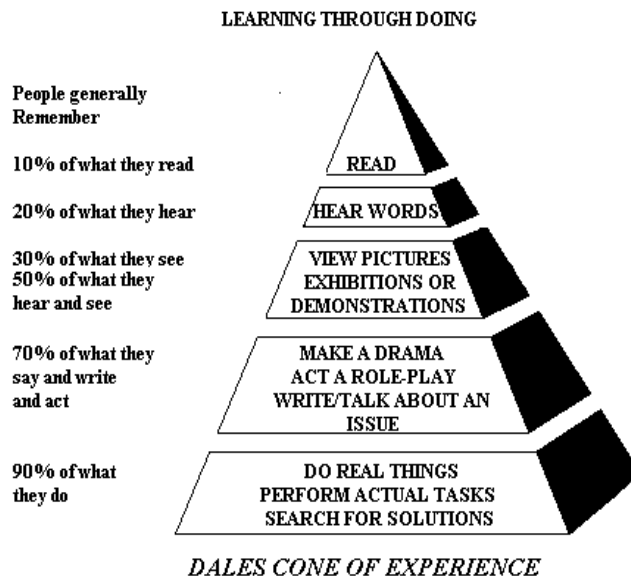 LEARNING THROUGH DOING
People generally
Remember
10% of what they read
READ
20% of what they hear
HEAR WORDS
30% of what they see
50% of what they
hear and see
VIEW PICTURES
EXHIBITIONS OR
DEMONSTRATIONS
70% of what they
say and write
and act
MAKE A DRAMA
ACT A ROLE-PLAY
WRITE/TALK ABOUT AN
ISSUE
90% of what
they do
DO REAL THINGS
PERFORM ACTUAL TASKS
SEARCH FOR SOLUTIONS
DALES CONE OF EXPERIENCE